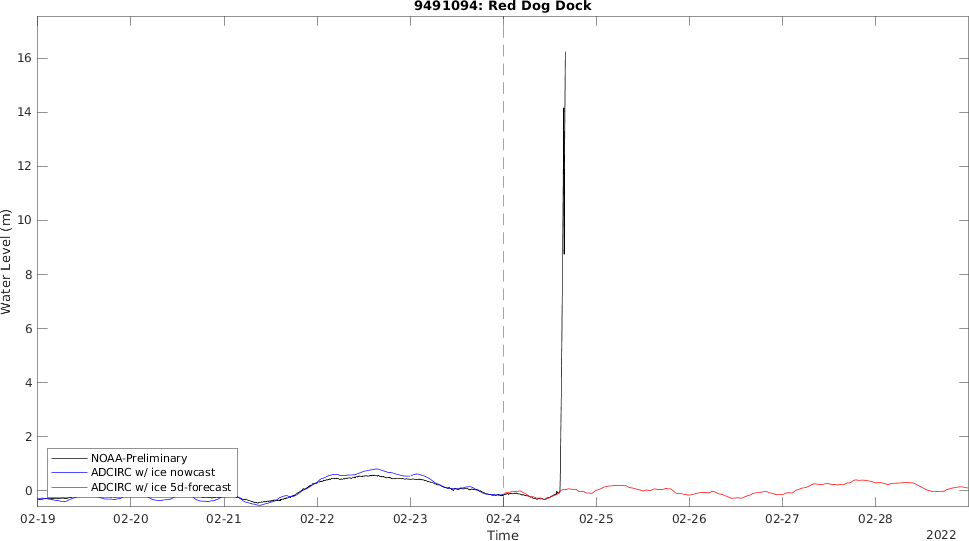 9491094: Red Dog Dock
16
14
12
10
8
6
4
2
0
Water Level (m)
NOAA-Preliminary
ADCIRC w/ ice nowcast
ADCIRC w/ ice 5d-forecast
02-19 02-20 02-21 02-22 02-23 02-24 02-25 02-26 02-27 02-28
Time
2022